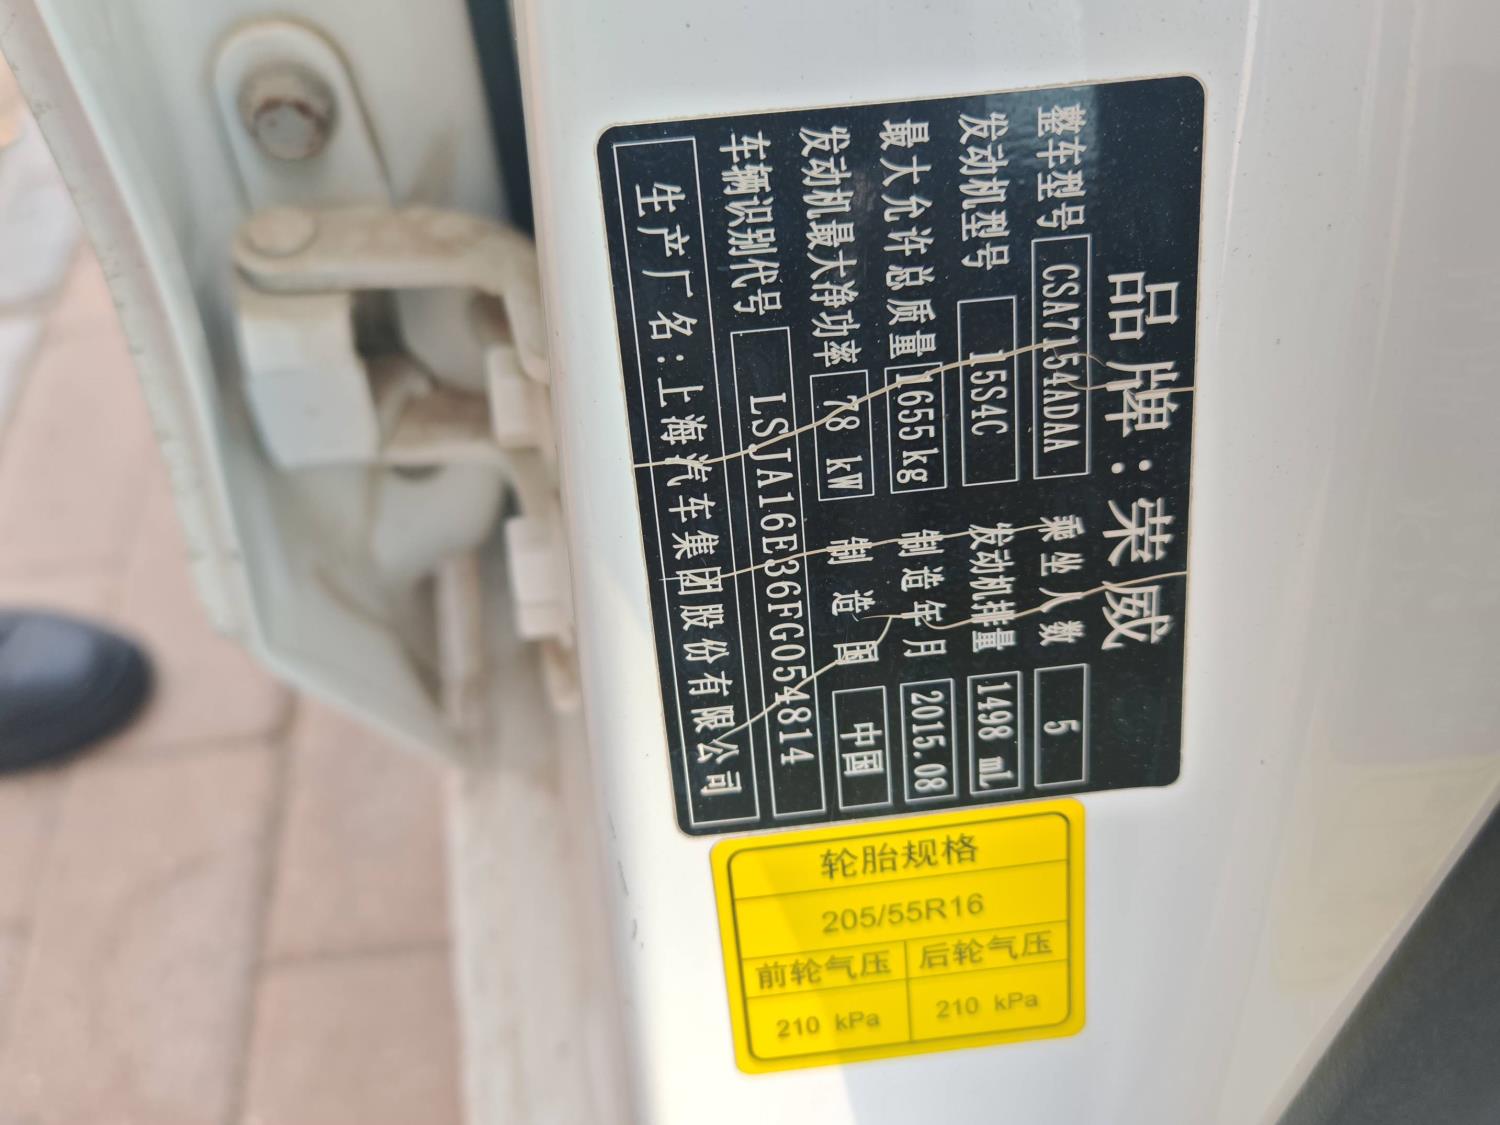 品牌：荣威
整车型号 CSA7154ADAA 乘坐人数 5
发动机型号 15S4C 发动机排量 1498 mL
最大允许总质量 1655kg 制造年月 2015.08
发动机最大净功率 78 kW 制造国 中国
车辆识别代号 LSJA16E36FG054814
生产厂名：上海汽车集团股份有限公司
轮胎规格
205/55R16
前轮气压 后轮气压
210 kPa 210 kPa